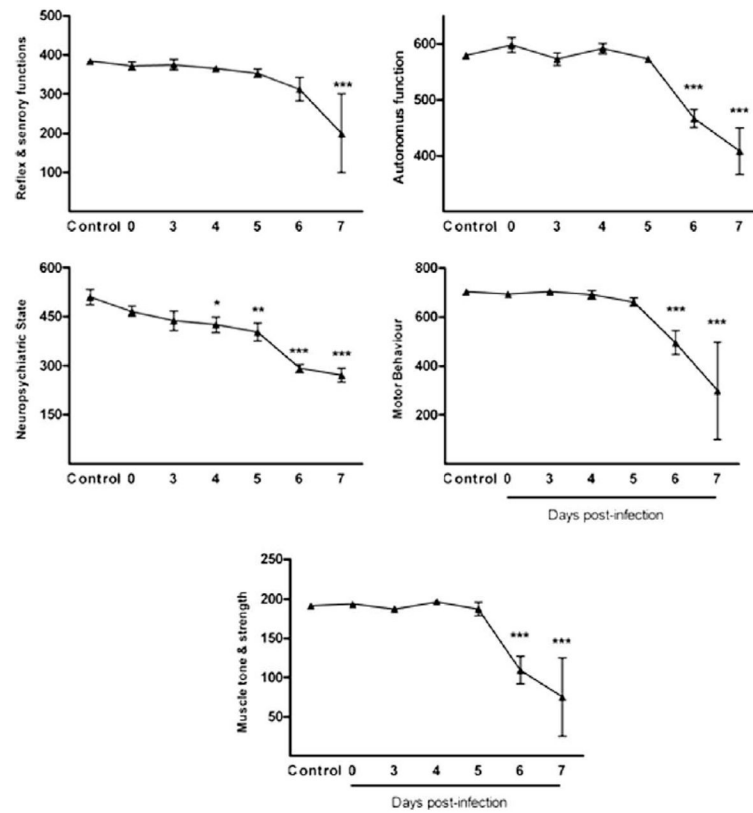 Reflex & senrory functions
500
400
300
200
100
***
Control 0 3 4 5 6 7
Autonomus function
600
400
***
***
Control 0 3 4 5 6 7
Neuropsychiatric State
600
450
300
150
*
**
***
***
Control 0 3 4 5 6 7
Motor Behaviour
800
600
400
200
***
***
Control 0 3 4 5 6 7
Days post-infection
Muscle tone & strength
250
200
150
100
50
***
***
Control 0 3 4 5 6 7
Days post-infection